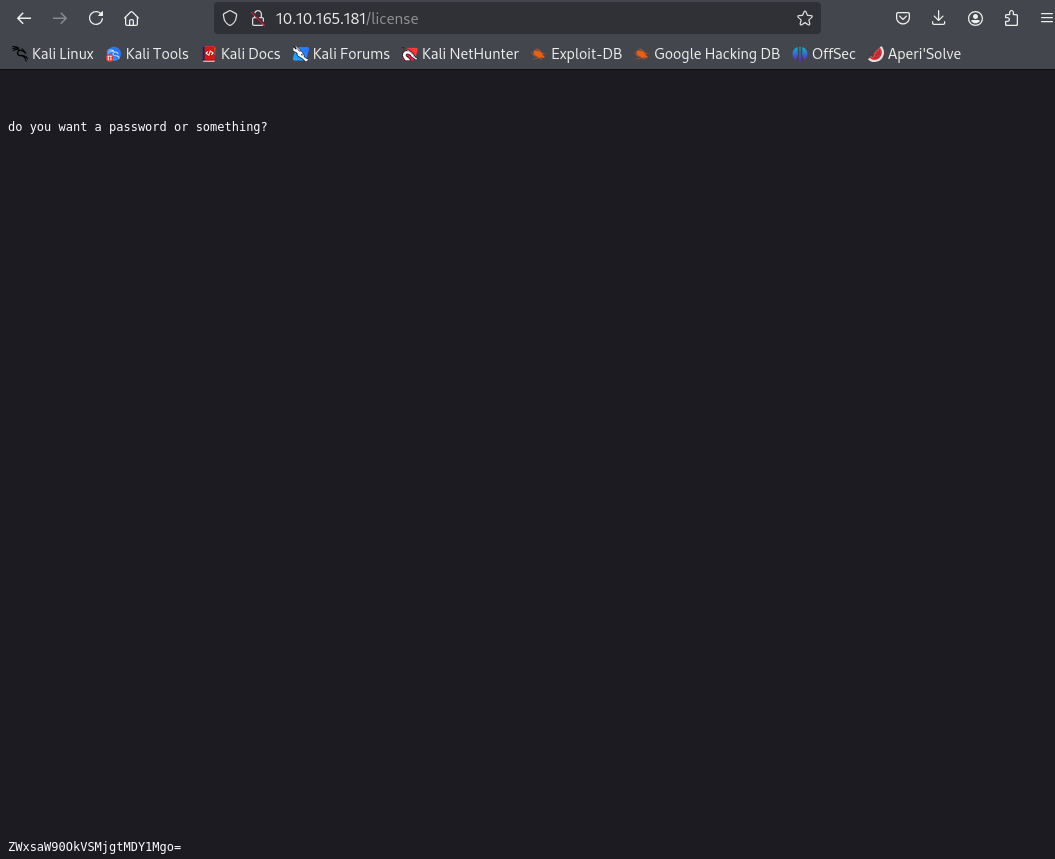 10.10.165.181/license
Kali Linux Kali Tools Kali Docs Kali Forums Kali NetHunter Exploit-DB Google Hacking DB OffSec Aperi'Solve
do you want a password or something?
ZWxsaW90OkVSMjgtMDY1Mgo=